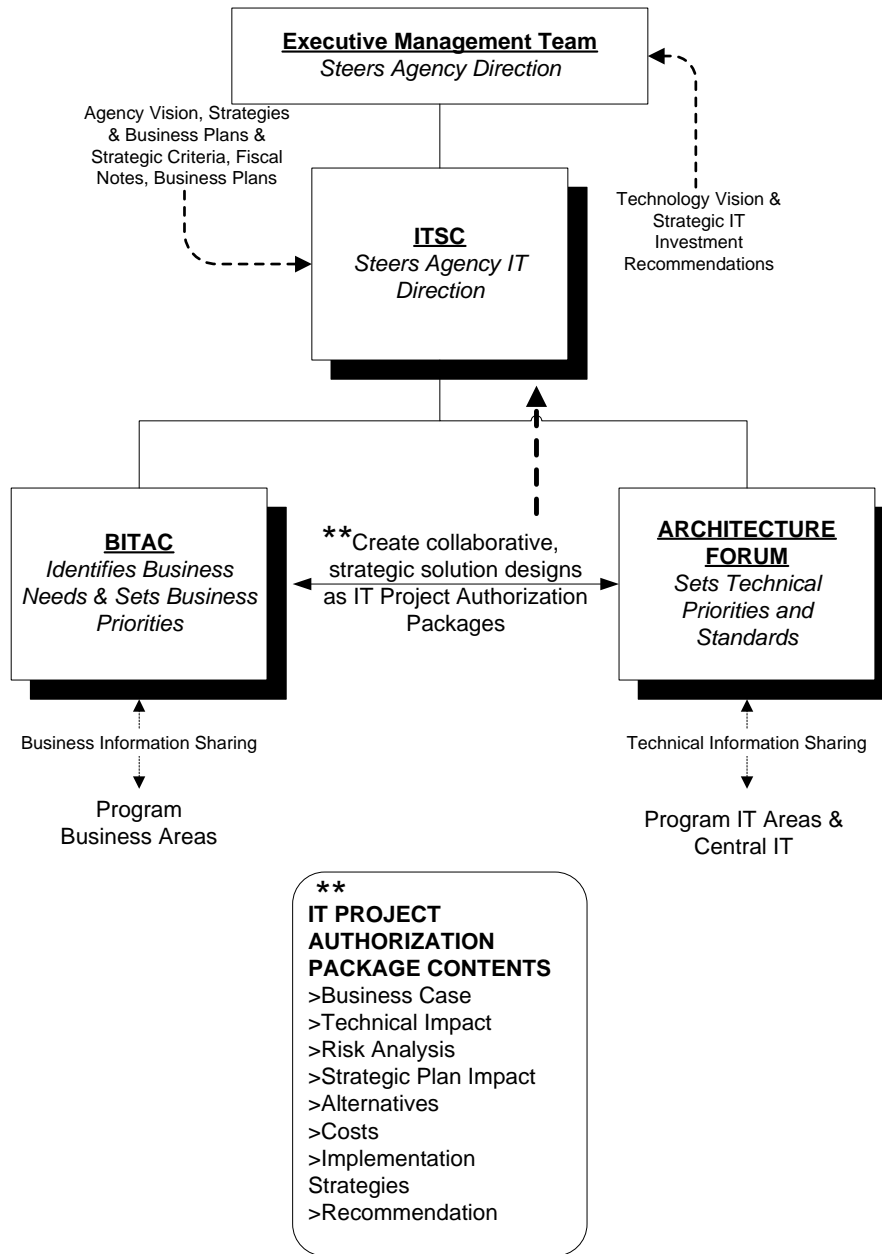 Executive Management Team
Steers Agency Direction
Agency Vision, Strategies
& Business Plans &
Strategic Criteria, Fiscal
Notes, Business Plans
Technology Vision &
Strategic IT
Investment
Recommendations
ITSC
Steers Agency IT
Direction
BITAC
Identifies Business
Needs & Sets Business
Priorities
**Create collaborative,
strategic solution designs
as IT Project Authorization
Packages
ARCHITECTURE
FORUM
Sets Technical
Priorities and
Standards
Business Information Sharing
Technical Information Sharing
Program
Business Areas
Program IT Areas &
Central IT
**
IT PROJECT
AUTHORIZATION
PACKAGE CONTENTS
>Business Case
>Technical Impact
>Risk Analysis
>Strategic Plan Impact
>Alternatives
>Costs
>Implementation
Strategies
>Recommendation